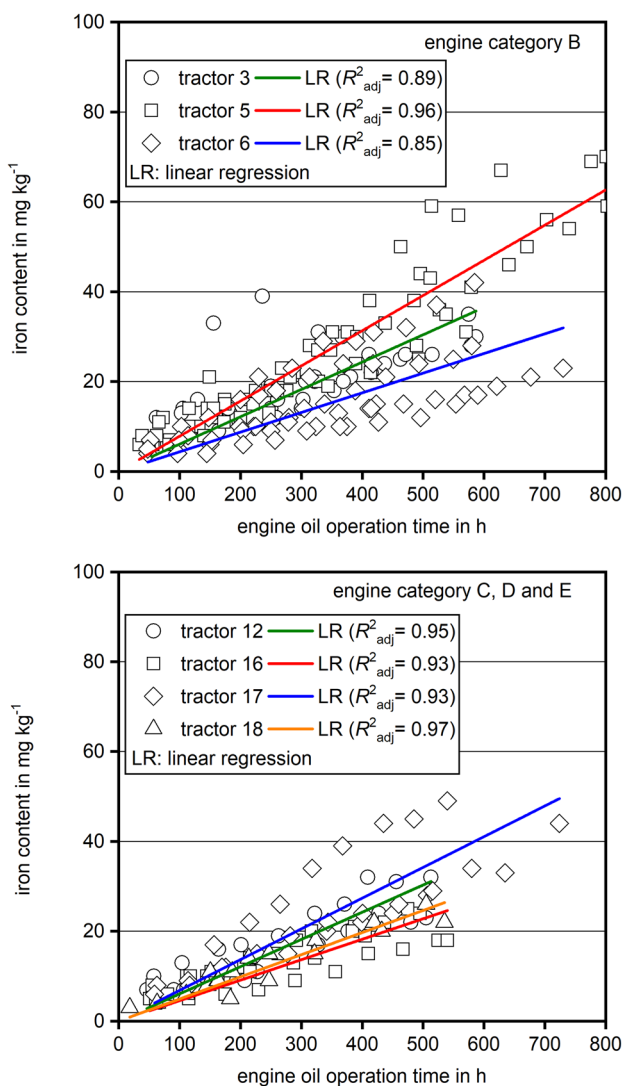 engine category B
tractor 3 LR (R²adj= 0.89)
tractor 5 LR (R²adj= 0.96)
tractor 6 LR (R²adj= 0.85)
LR: linear regression
iron content in mg kg⁻¹
100
80
60
40
20
0
0 100 200 300 400 500 600 700 800
engine oil operation time in h
engine category C, D and E
tractor 12 LR (R²adj= 0.95)
tractor 16 LR (R²adj= 0.93)
tractor 17 LR (R²adj= 0.93)
tractor 18 LR (R²adj= 0.97)
LR: linear regression
iron content in mg kg⁻¹
100
80
60
40
20
0
0 100 200 300 400 500 600 700 800
engine oil operation time in h